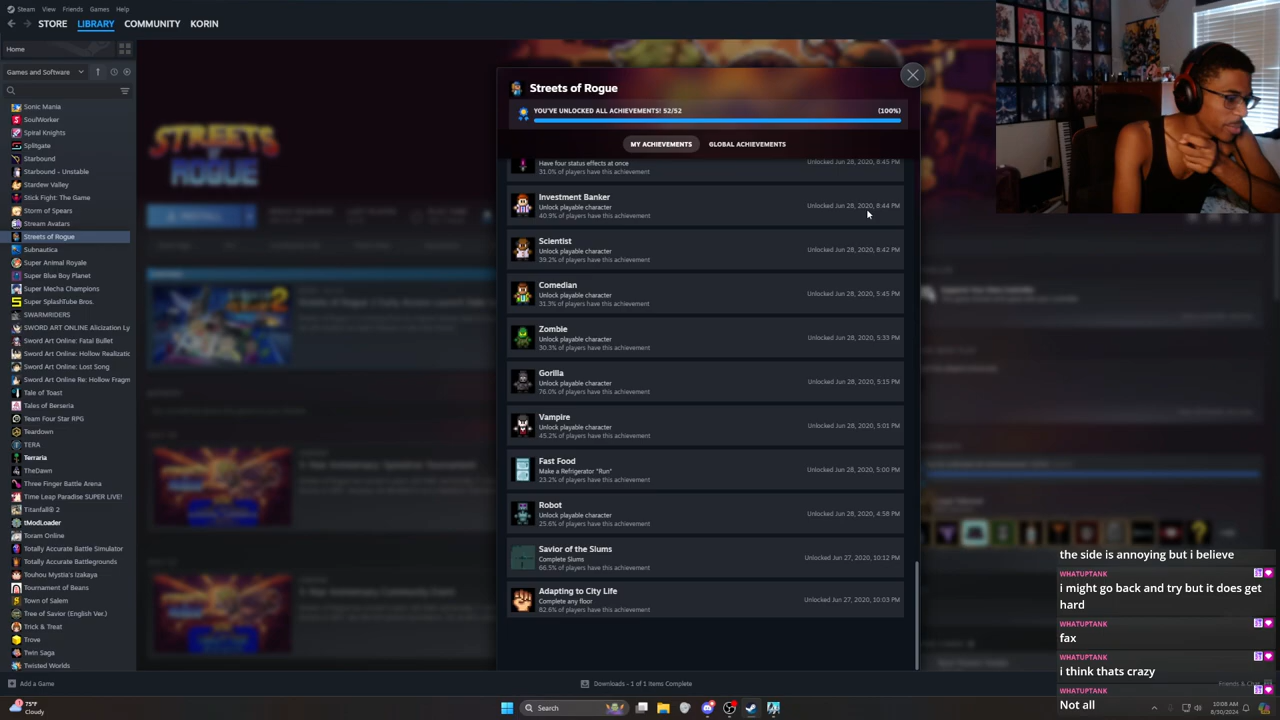 Steam View Friends Games Help
STORE LIBRARY COMMUNITY KORIN
Home
Games and Software
Sonic Mania
SoulWorker
Spiral Knights
Splitgate
Starbound
Starbound - Unstable
Stardew Valley
Stick Fight: The Game
Storm of Spears
Stream Avatars
Streets of Rogue
Subnautica
Super Animal Royale
Super Blue Boy Planet
Super Mecha Champions
Super SplashTube Bros.
SWARMRIDERS
SWORD ART ONLINE Alicization Ly
Sword Art Online: Fatal Bullet
Sword Art Online: Hollow Realizatic
Sword Art Online: Lost Song
Sword Art Online Re: Hollow Fragm
Tale of Toast
Tales of Berseria
Team Four Star RPG
Teardown
TERA
Terraria
TheDawn
Three Finger Battle Arena
Time Leap Paradise SUPER LIVE!
Titanfall® 2
tModLoader
Toram Online
Totally Accurate Battle Simulator
Totally Accurate Battlegrounds
Touhou Mystia's Izakaya
Tournament of Beans
Town of Salem
Tree of Savior (English Ver.)
Trick & Treat
Trove
Twin Saga
Twisted Worlds
Add a Game
STREETS
ROGUE
INSTALL
Streets of Rogue
YOU'VE UNLOCKED ALL ACHIEVEMENTS! 52/52 (100%)
MY ACHIEVEMENTS GLOBAL ACHIEVEMENTS
Have four status effects at once
31.0% of players have this achievement
Unlocked Jun 28, 2020, 8:45 PM
Investment Banker
Unlock playable character
40.9% of players have this achievement
Unlocked Jun 28, 2020, 8:44 PM
Scientist
Unlock playable character
39.2% of players have this achievement
Unlocked Jun 28, 2020, 8:42 PM
Comedian
Unlock playable character
31.3% of players have this achievement
Unlocked Jun 28, 2020, 5:45 PM
Zombie
Unlock playable character
30.3% of players have this achievement
Unlocked Jun 28, 2020, 5:33 PM
Gorilla
Unlock playable character
76.0% of players have this achievement
Unlocked Jun 28, 2020, 5:15 PM
Vampire
Unlock playable character
45.2% of players have this achievement
Unlocked Jun 28, 2020, 5:01 PM
Fast Food
Make a Refrigerator "Run"
23.2% of players have this achievement
Unlocked Jun 28, 2020, 5:00 PM
Robot
Unlock playable character
25.6% of players have this achievement
Unlocked Jun 28, 2020, 4:58 PM
Savior of the Slums
Complete Slums
66.5% of players have this achievement
Unlocked Jun 27, 2020, 10:12 PM
Adapting to City Life
Complete any floor
82.6% of players have this achievement
Unlocked Jun 27, 2020, 10:03 PM
Downloads - 1 of 1 Items Complete
Friends & Chat
the side is annoying but i believe
WHATUPTANK
i might go back and try but it does get
hard
WHATUPTANK
fax
WHATUPTANK
i think thats crazy
WHATUPTANK
Not all
75°F
Cloudy
Search
10:08 AM
8/30/2024